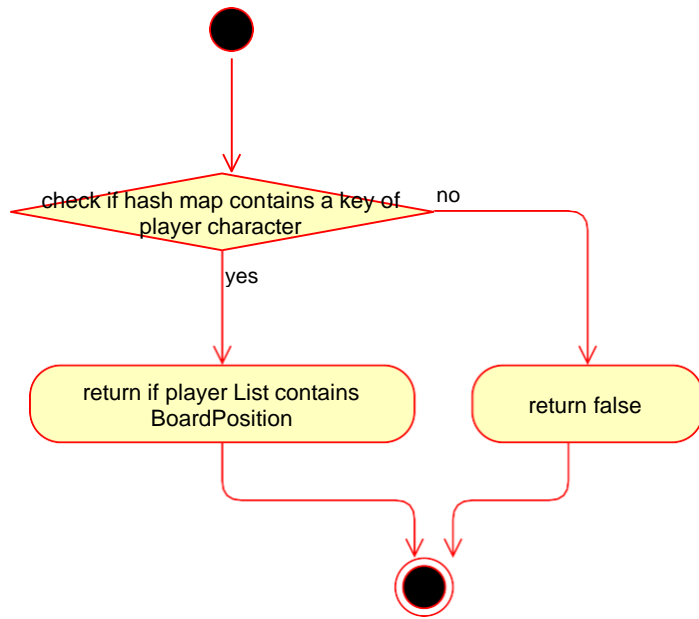 check if hash map contains a key of
player character
no
yes
return if player List contains
BoardPosition
return false